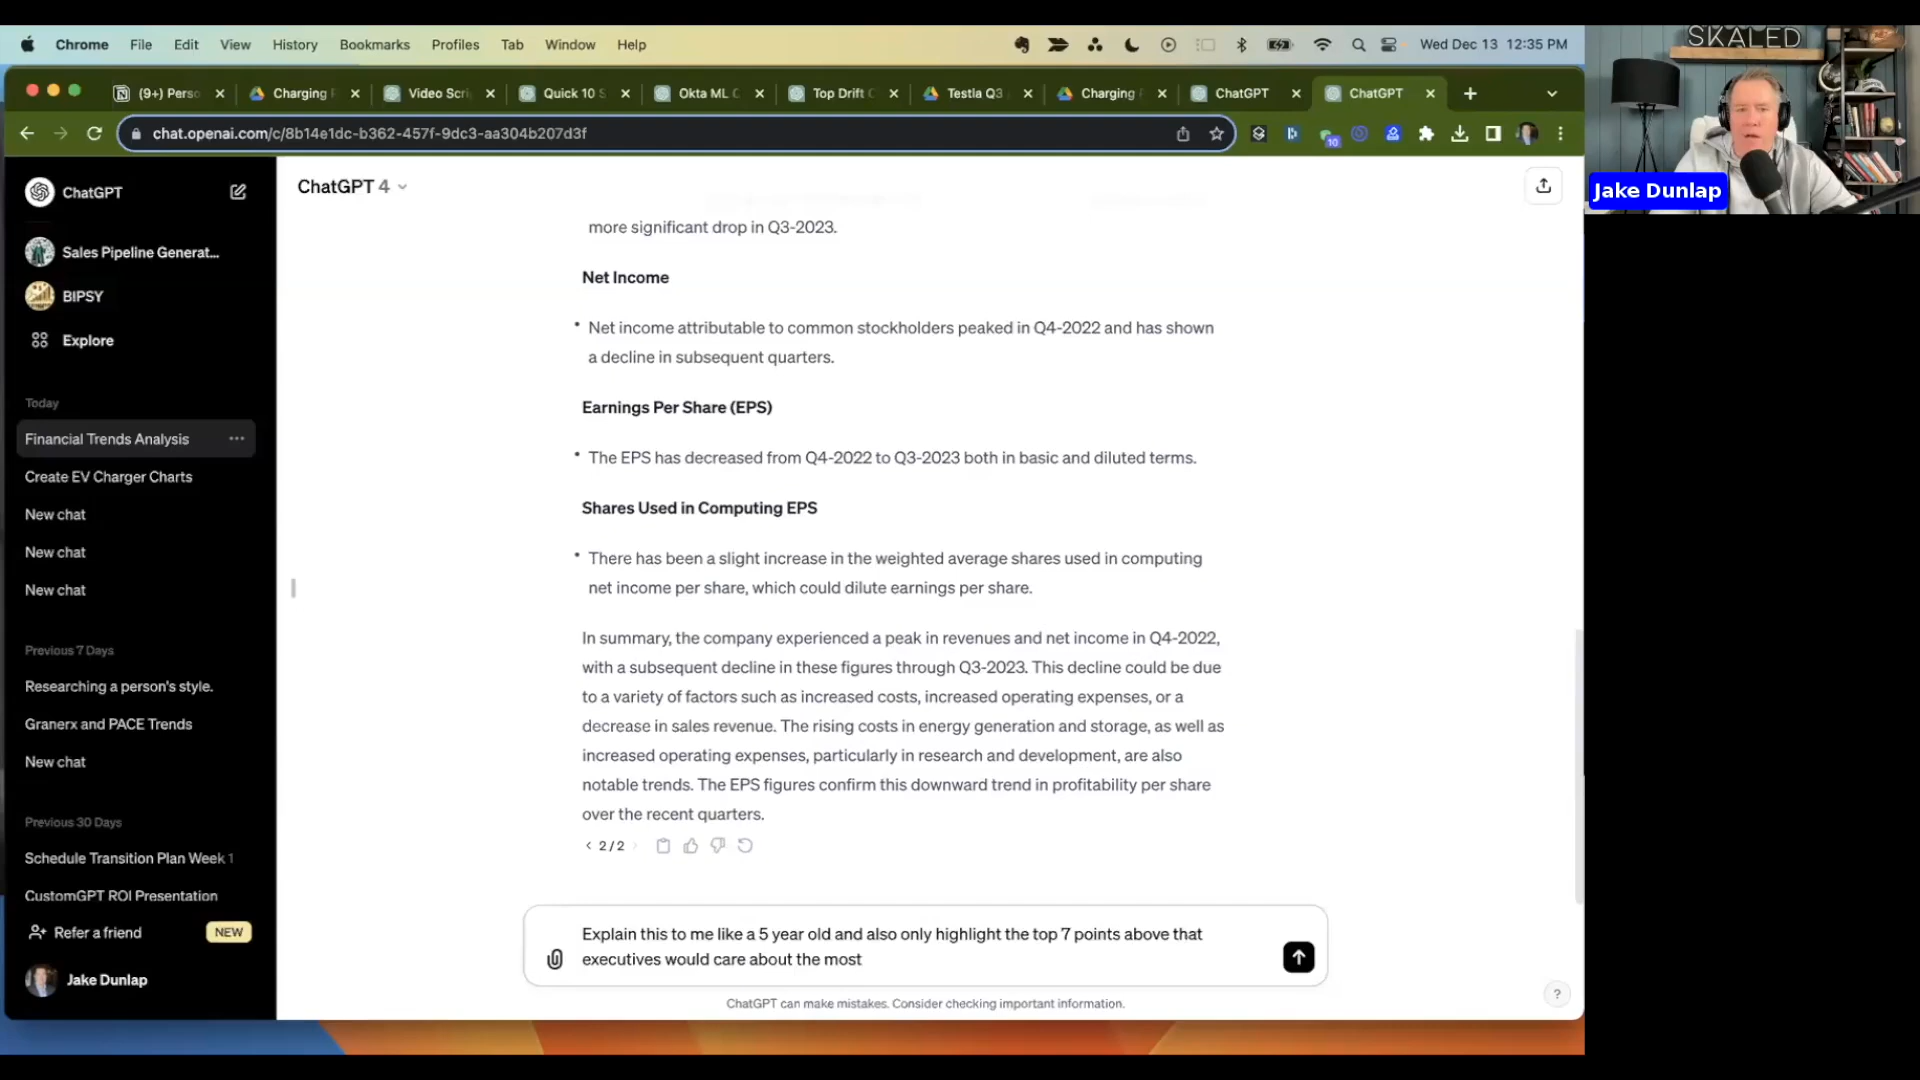 SKALED
Chrome File Edit View History Bookmarks Profiles Tab Window Help
Wed Dec 13 12:35 PM
(9+) Perso
Charging
Video Scri
Quick 10 S
Okta ML
Top Drift
Testla Q3
Charging
ChatGPT
ChatGPT
chat.openai.com/c/8b14e1dc-b362-457f-9dc3-aa304b207d3f
10
Jake Dunlap
ChatGPT
Sales Pipeline Generat...
BIPSY
Explore
Today
Financial Trends Analysis
Create EV Charger Charts
New chat
New chat
New chat
Previous 7 Days
Researching a person's style.
Granerx and PACE Trends
New chat
Previous 30 Days
Schedule Transition Plan Week 1
CustomGPT ROI Presentation
Refer a friend NEW
Jake Dunlap
ChatGPT 4
more significant drop in Q3-2023.
Net Income
• Net income attributable to common stockholders peaked in Q4-2022 and has shown
a decline in subsequent quarters.
Earnings Per Share (EPS)
• The EPS has decreased from Q4-2022 to Q3-2023 both in basic and diluted terms.
Shares Used in Computing EPS
• There has been a slight increase in the weighted average shares used in computing
net income per share, which could dilute earnings per share.
In summary, the company experienced a peak in revenues and net income in Q4-2022,
with a subsequent decline in these figures through Q3-2023. This decline could be due
to a variety of factors such as increased costs, increased operating expenses, or a
decrease in sales revenue. The rising costs in energy generation and storage, as well as
increased operating expenses, particularly in research and development, are also
notable trends. The EPS figures confirm this downward trend in profitability per share
over the recent quarters.
< 2/2 >
Explain this to me like a 5 year old and also only highlight the top 7 points above that
executives would care about the most
ChatGPT can make mistakes. Consider checking important information.
?